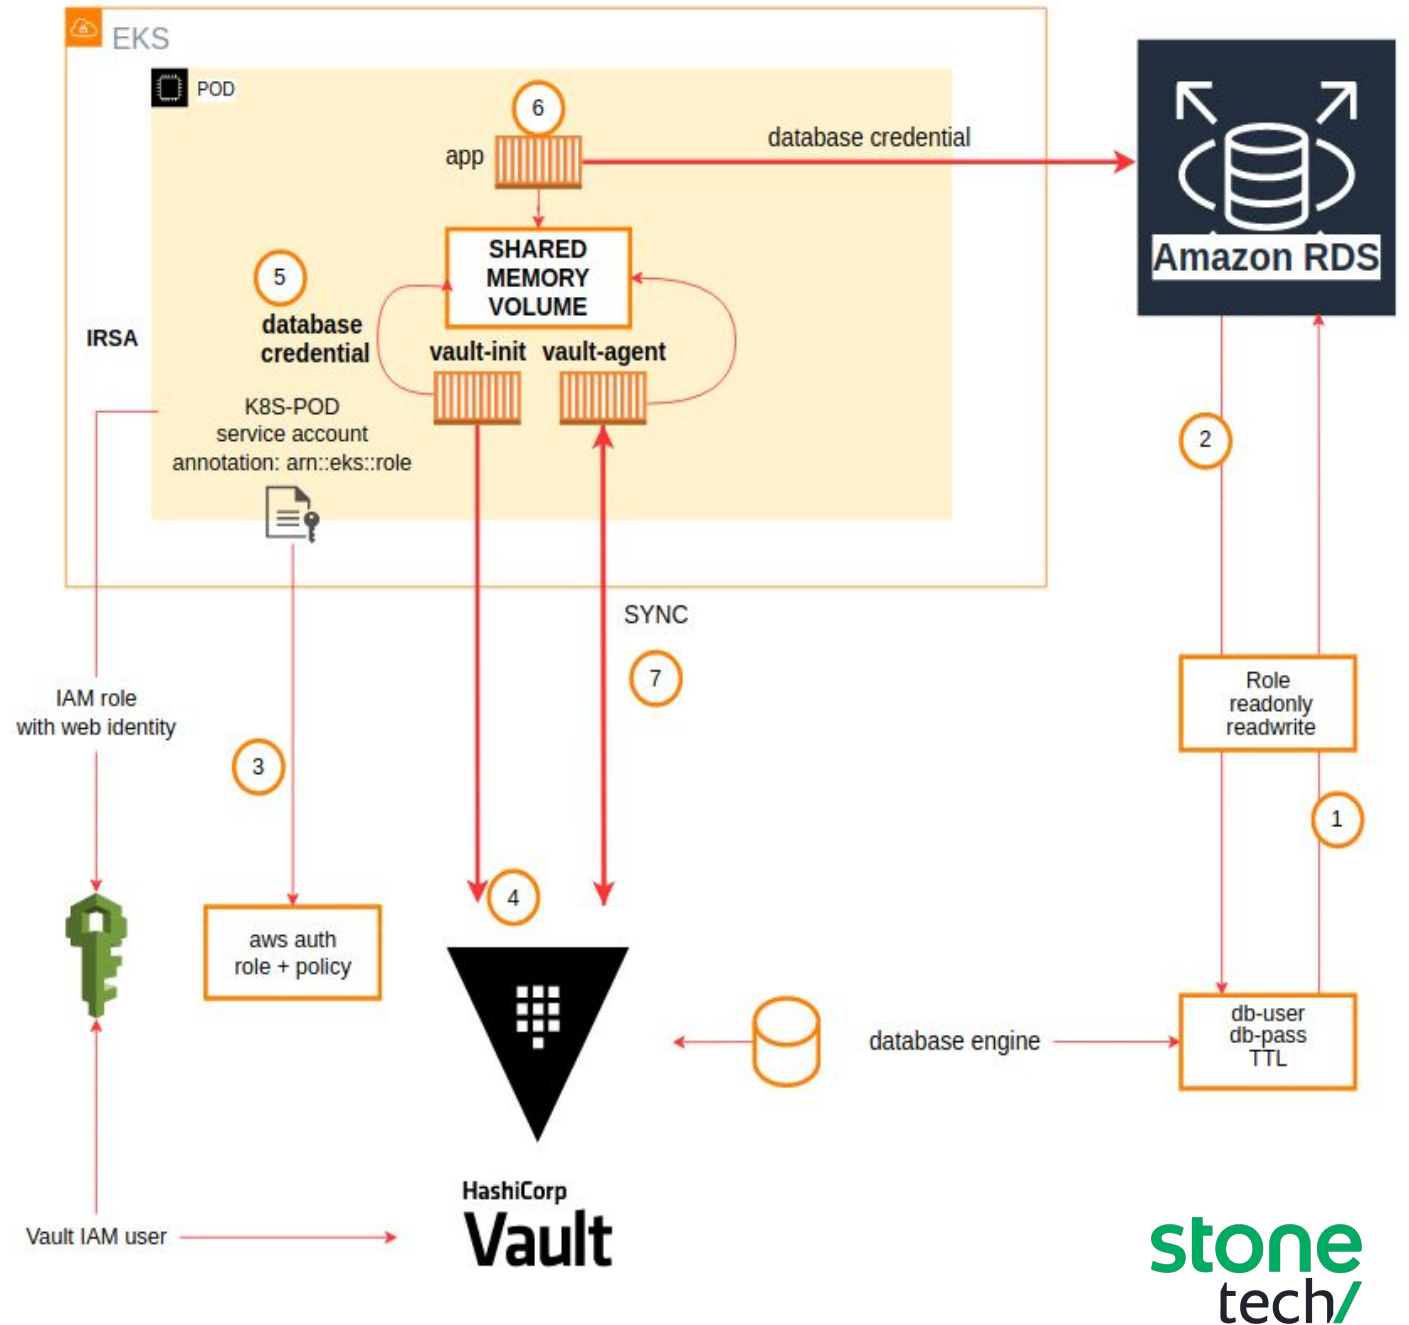 EKS
POD
6
app
database credential
Amazon RDS
SHARED
MEMORY
VOLUME
5
database
credential
vault-init
vault-agent
IRSA
K8S-POD
service account
annotation: arn::eks::role
2
SYNC
7
Role
readonly
readwrite
IAM role
with web identity
3
1
4
aws auth
role + policy
database engine
db-user
db-pass
TTL
HashiCorp
Vault
Vault IAM user
stone
tech/